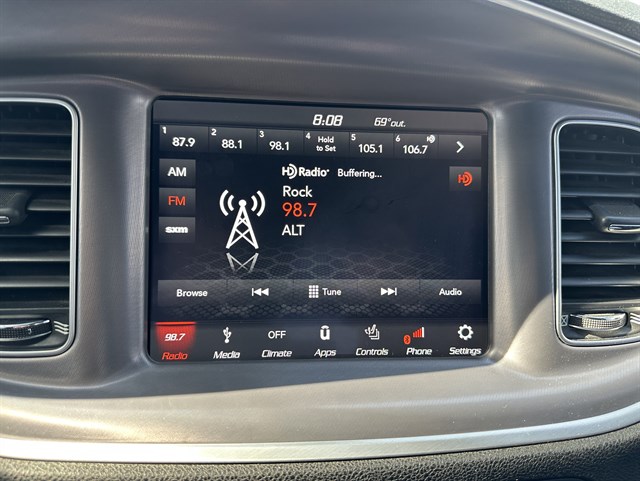 8:08 69°out.
1 87.9 2 88.1 3 98.1 4 Hold to Set 5 105.1 6 106.7 HD
AM
HD Radio Buffering...
HD
Rock
FM
98.7
sxm
ALT
Browse Tune Audio
98.7 OFF
Radio Media Climate Apps Controls Phone Settings